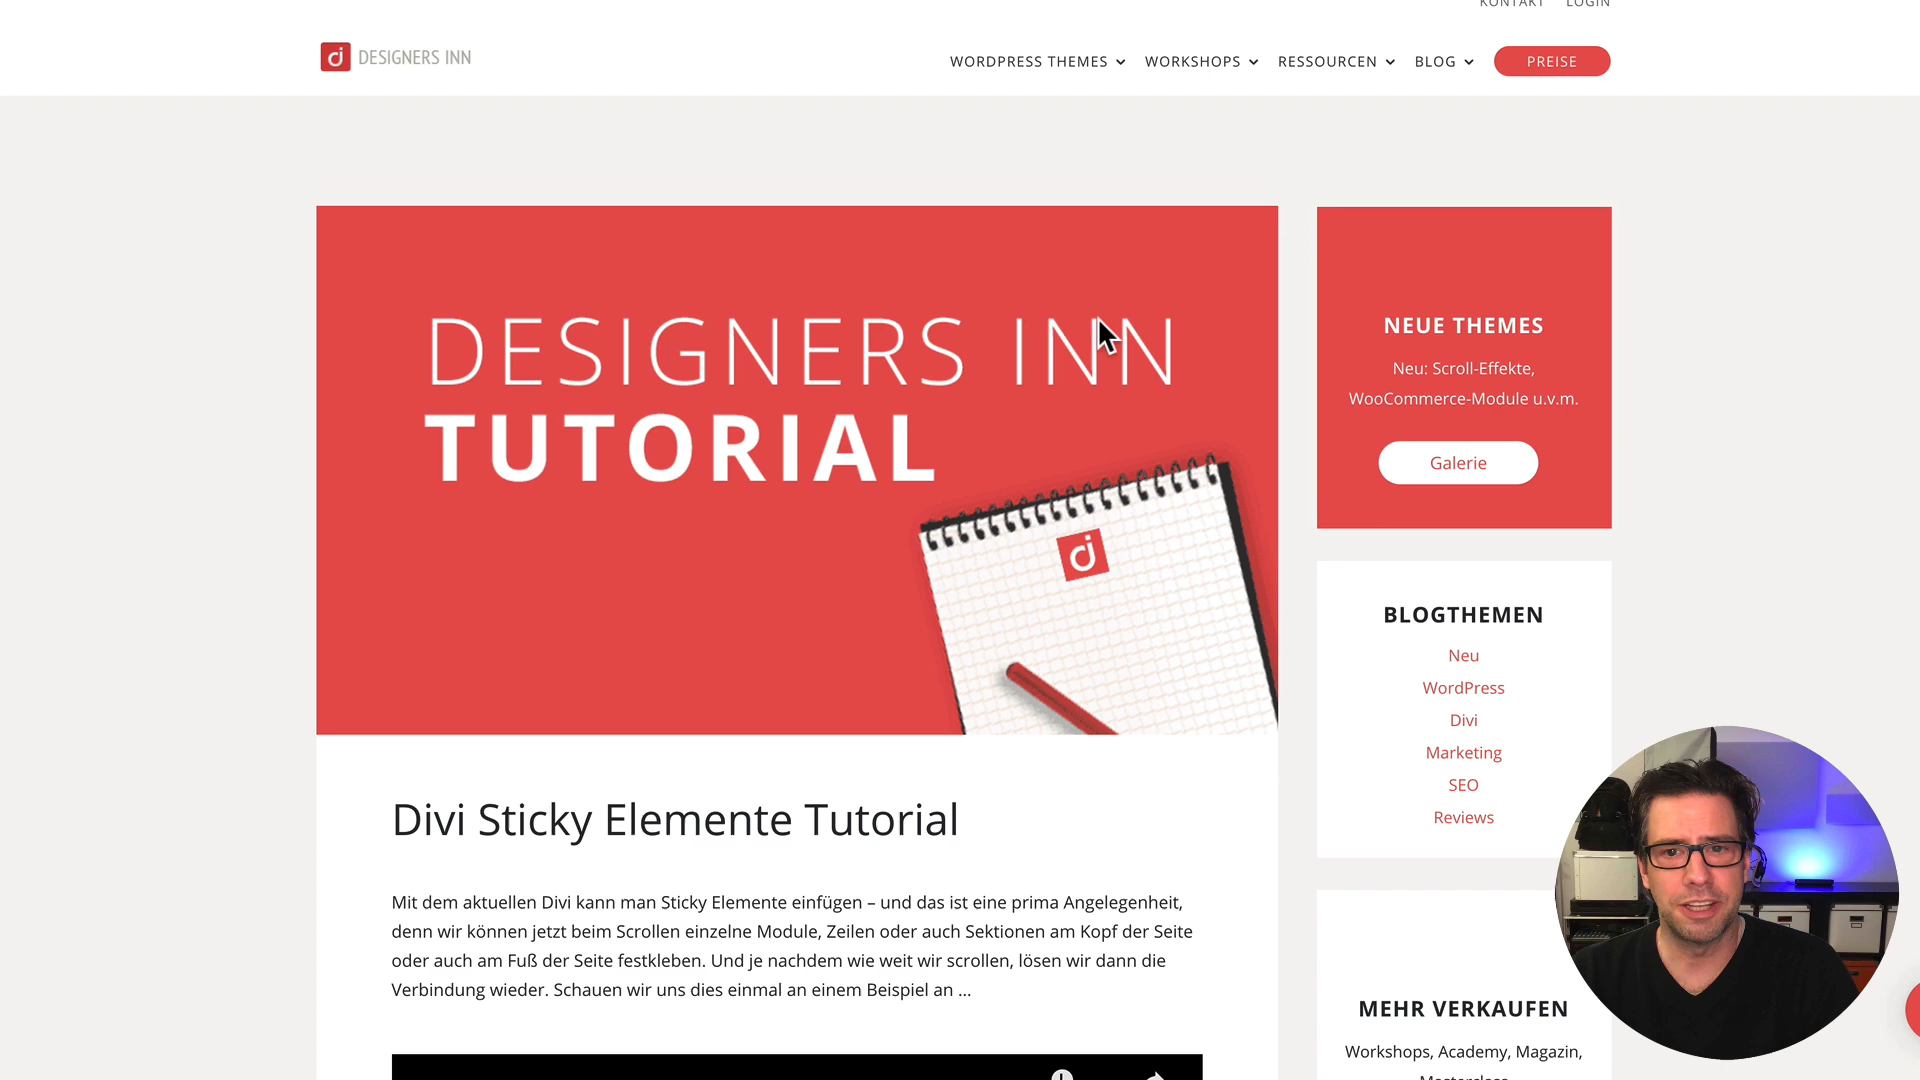 KONTAKT LOGIN
DESIGNERS INN
WORDPRESS THEMES WORKSHOPS RESSOURCEN BLOG PREISE
DESIGNERS INN
TUTORIAL
NEUE THEMES
Neu: Scroll-Effekte,
WooCommerce-Module u.v.m.
Galerie
Divi Sticky Elemente Tutorial
Mit dem aktuellen Divi kann man Sticky Elemente einfügen – und das ist eine prima Angelegenheit,
denn wir können jetzt beim Scrollen einzelne Module, Zeilen oder auch Sektionen am Kopf der Seite
oder auch am Fuß der Seite festkleben. Und je nachdem wie weit wir scrollen, lösen wir dann die
Verbindung wieder. Schauen wir uns dies einmal an einem Beispiel an ...
BLOGTHEMEN
Neu
WordPress
Divi
Marketing
SEO
Reviews
MEHR VERKAUFEN
Workshops, Academy, Magazin,
Masterclass